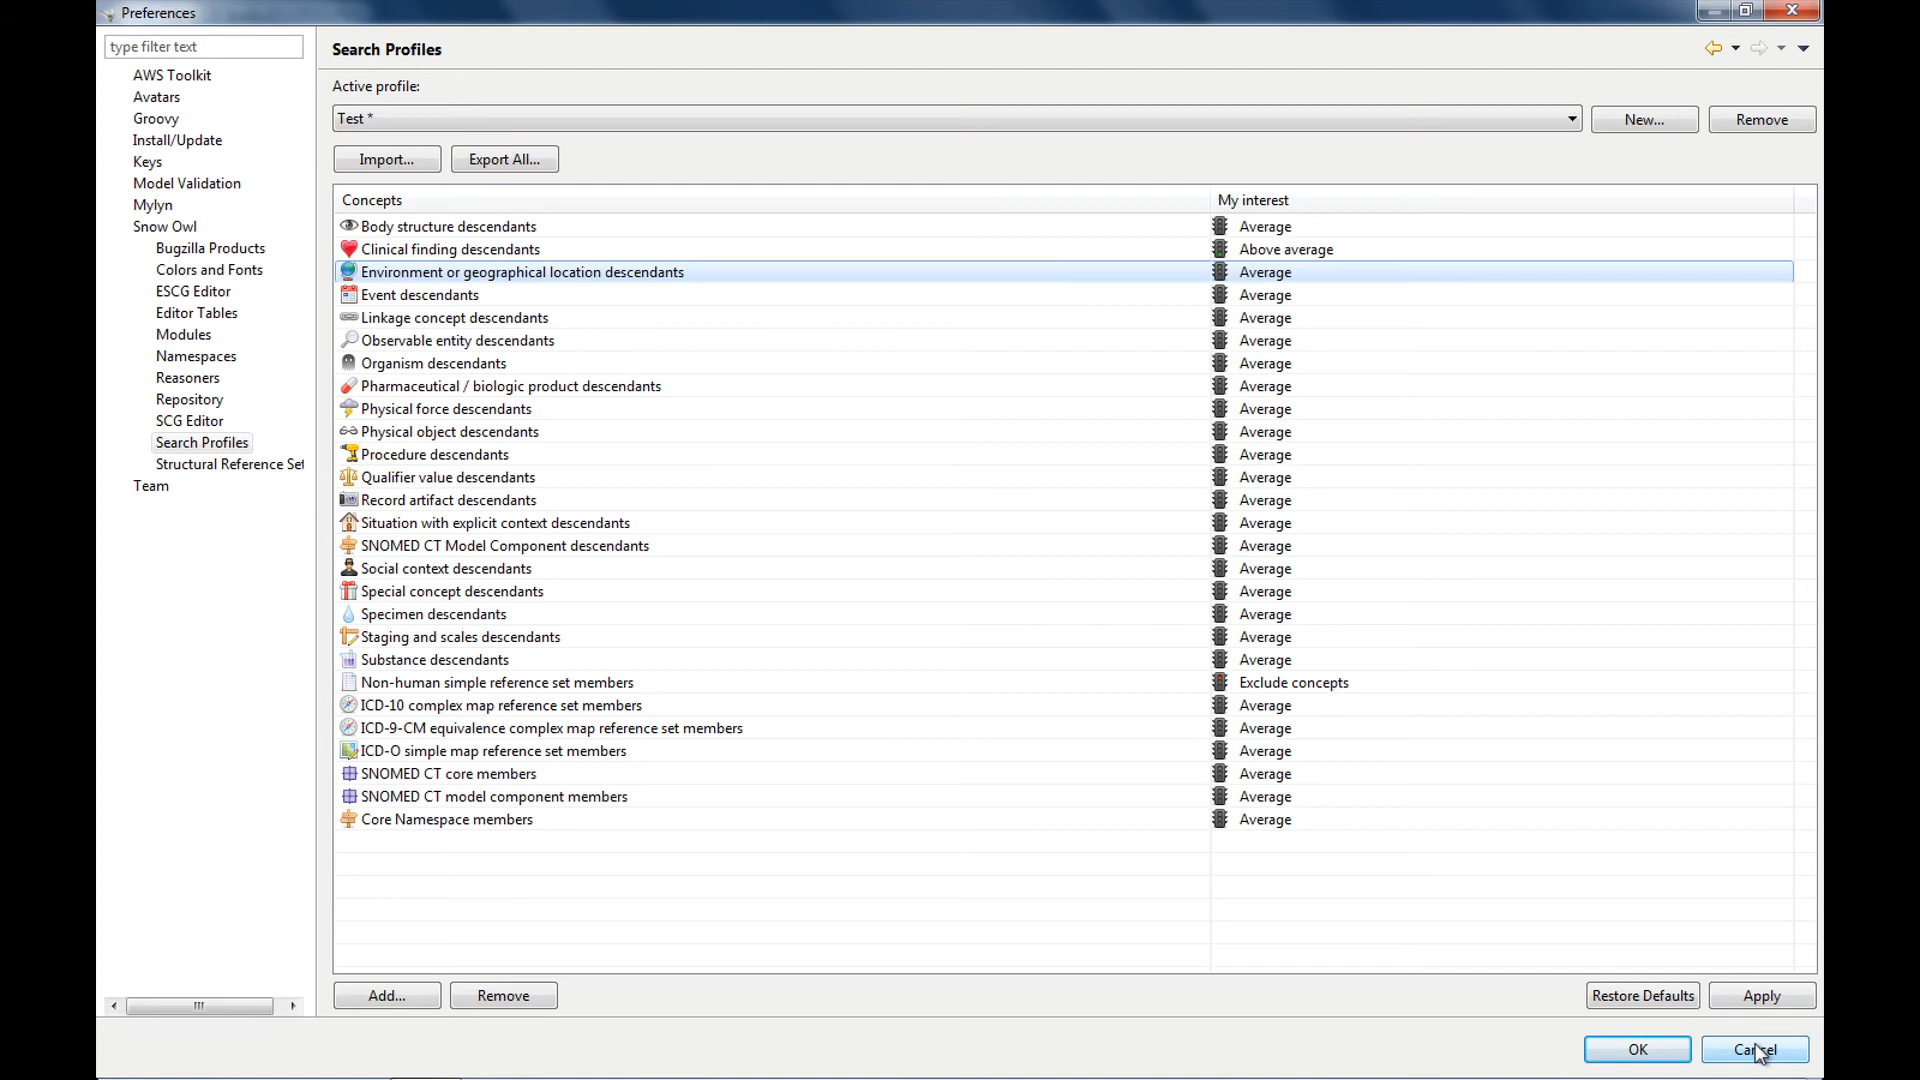 Preferences
type filter text
AWS Toolkit
Avatars
Groovy
Install/Update
Keys
Model Validation
Mylyn
Snow Owl
Bugzilla Products
Colors and Fonts
ESCG Editor
Editor Tables
Modules
Namespaces
Reasoners
Repository
SCG Editor
Search Profiles
Structural Reference Set
Team
Search Profiles
Active profile:
Test *
New...
Remove
Import...
Export All...
Concepts My interest
Body structure descendants Average
Clinical finding descendants Above average
Environment or geographical location descendants Average
Event descendants Average
Linkage concept descendants Average
Observable entity descendants Average
Organism descendants Average
Pharmaceutical / biologic product descendants Average
Physical force descendants Average
Physical object descendants Average
Procedure descendants Average
Qualifier value descendants Average
Record artifact descendants Average
Situation with explicit context descendants Average
SNOMED CT Model Component descendants Average
Social context descendants Average
Special concept descendants Average
Specimen descendants Average
Staging and scales descendants Average
Substance descendants Average
Non-human simple reference set members Exclude concepts
ICD-10 complex map reference set members Average
ICD-9-CM equivalence complex map reference set members Average
ICD-O simple map reference set members Average
SNOMED CT core members Average
SNOMED CT model component members Average
Core Namespace members Average
Add...
Remove
Restore Defaults
Apply
OK
Cancel